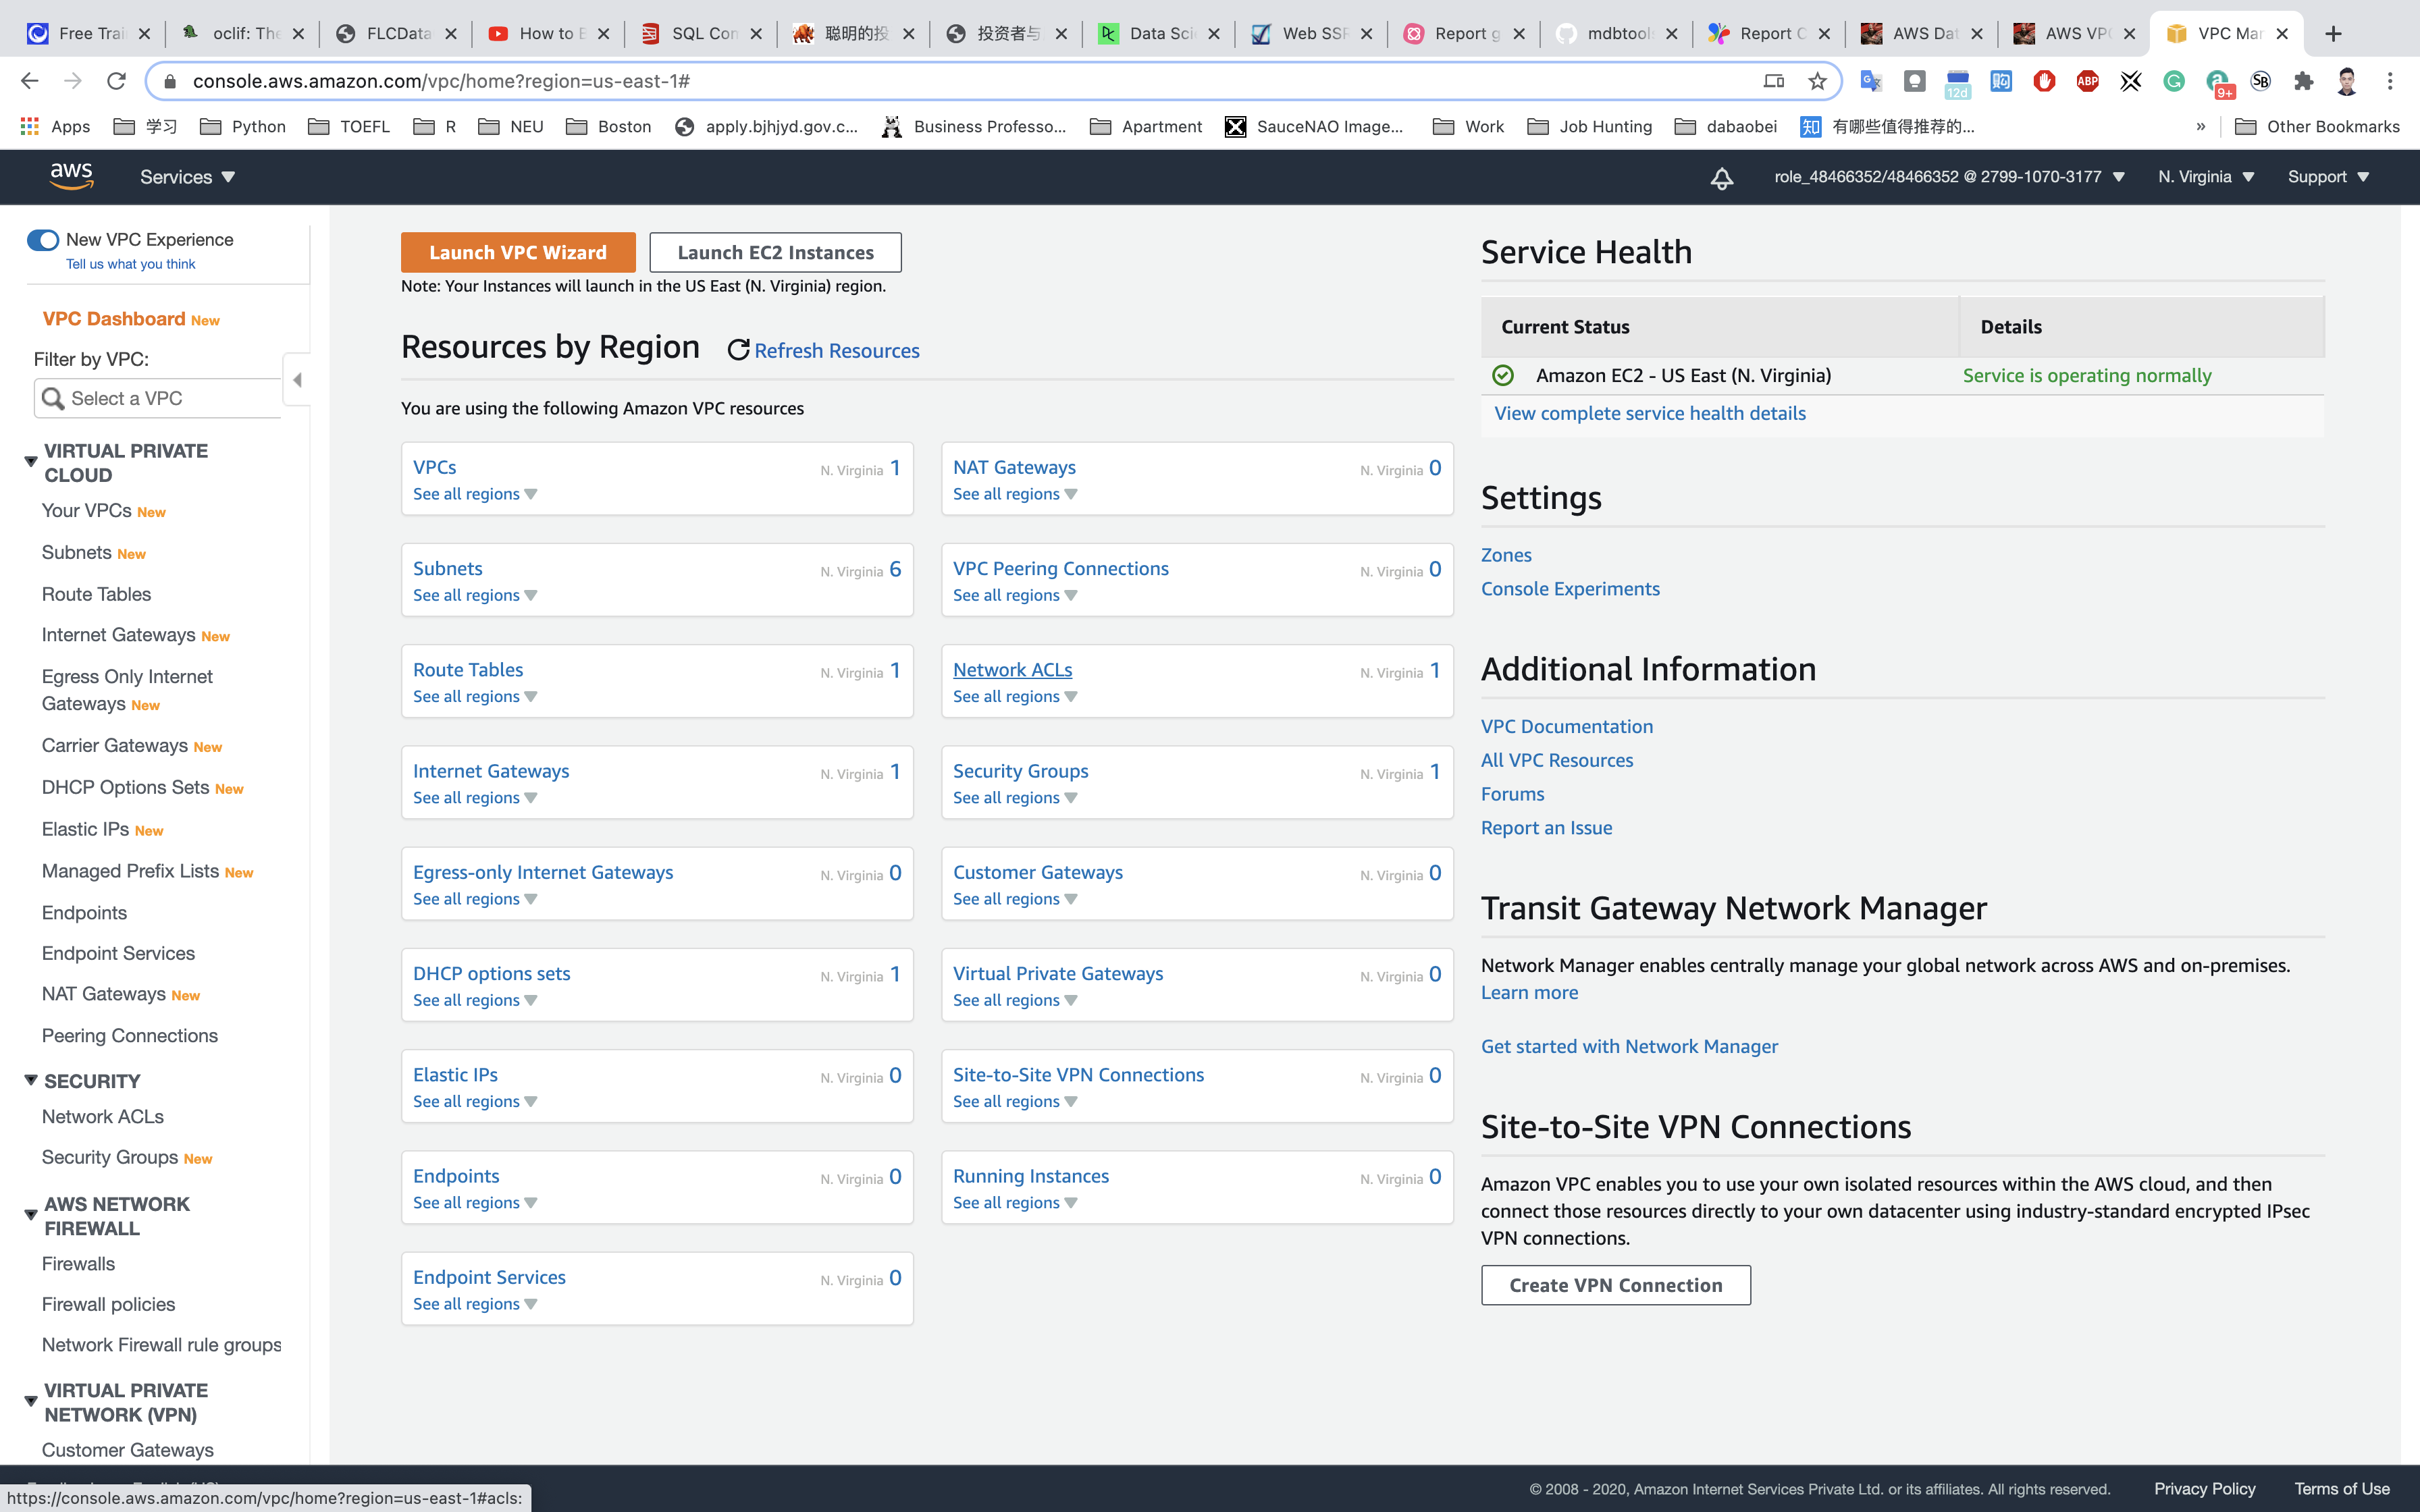 Free Trai
oclif: The
FLCData
How to E
SQL Con
聪明的投
投资者与
Data Sci
Web SSR
Report g
mdbtools
Report C
AWS Dat
AWS VPC
VPC Man
console.aws.amazon.com/vpc/home?region=us-east-1#
12d
ABP
9+
SB
Apps
学习
Python
TOEFL
R
NEU
Boston
apply.bjhjyd.gov.c...
Business Professo...
Apartment
SauceNAO Image...
Work
Job Hunting
dabaobei
知 有哪些值得推荐的...
»
Other Bookmarks
aws
Services
role_48466352/48466352 @ 2799-1070-3177
N. Virginia
Support
New VPC Experience
Tell us what you think
VPC Dashboard New
Filter by VPC:
Select a VPC
VIRTUAL PRIVATE
CLOUD
Your VPCs New
Subnets New
Route Tables
Internet Gateways New
Egress Only Internet
Gateways New
Carrier Gateways New
DHCP Options Sets New
Elastic IPs New
Managed Prefix Lists New
Endpoints
Endpoint Services
NAT Gateways New
Peering Connections
SECURITY
Network ACLs
Security Groups New
AWS NETWORK
FIREWALL
Firewalls
Firewall policies
Network Firewall rule groups
VIRTUAL PRIVATE
NETWORK (VPN)
Customer Gateways
Launch VPC Wizard
Launch EC2 Instances
Note: Your Instances will launch in the US East (N. Virginia) region.
Resources by Region
Refresh Resources
You are using the following Amazon VPC resources
VPCs N. Virginia 1
See all regions
NAT Gateways N. Virginia 0
See all regions
Subnets N. Virginia 6
See all regions
VPC Peering Connections N. Virginia 0
See all regions
Route Tables N. Virginia 1
See all regions
Network ACLs N. Virginia 1
See all regions
Internet Gateways N. Virginia 1
See all regions
Security Groups N. Virginia 1
See all regions
Egress-only Internet Gateways N. Virginia 0
See all regions
Customer Gateways N. Virginia 0
See all regions
DHCP options sets N. Virginia 1
See all regions
Virtual Private Gateways N. Virginia 0
See all regions
Elastic IPs N. Virginia 0
See all regions
Site-to-Site VPN Connections N. Virginia 0
See all regions
Endpoints N. Virginia 0
See all regions
Running Instances N. Virginia 0
See all regions
Endpoint Services N. Virginia 0
See all regions
Service Health
Current Status Details
Amazon EC2 - US East (N. Virginia) Service is operating normally
View complete service health details
Settings
Zones
Console Experiments
Additional Information
VPC Documentation
All VPC Resources
Forums
Report an Issue
Transit Gateway Network Manager
Network Manager enables centrally manage your global network across AWS and on-premises.
Learn more
Get started with Network Manager
Site-to-Site VPN Connections
Amazon VPC enables you to use your own isolated resources within the AWS cloud, and then
connect those resources directly to your own datacenter using industry-standard encrypted IPsec
VPN connections.
Create VPN Connection
https://console.aws.amazon.com/vpc/home?region=us-east-1#acls:
© 2008 - 2020, Amazon Internet Services Private Ltd. or its affiliates. All rights reserved.
Privacy Policy
Terms of Use